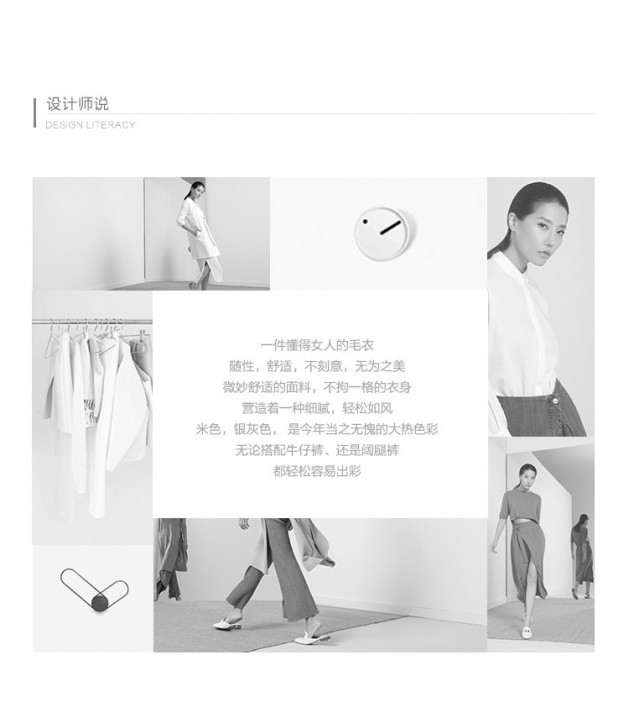 设计师说
DESIGN LITERACY
一件懂得女人的毛衣
随性，舒适，不刻意，无为之美
微妙舒适的面料，不拘一格的衣身
营造着一种细腻，轻松如风
米色，银灰色， 是今年当之无愧的大热色彩
无论搭配牛仔裤、还是阔腿裤
都轻松容易出彩